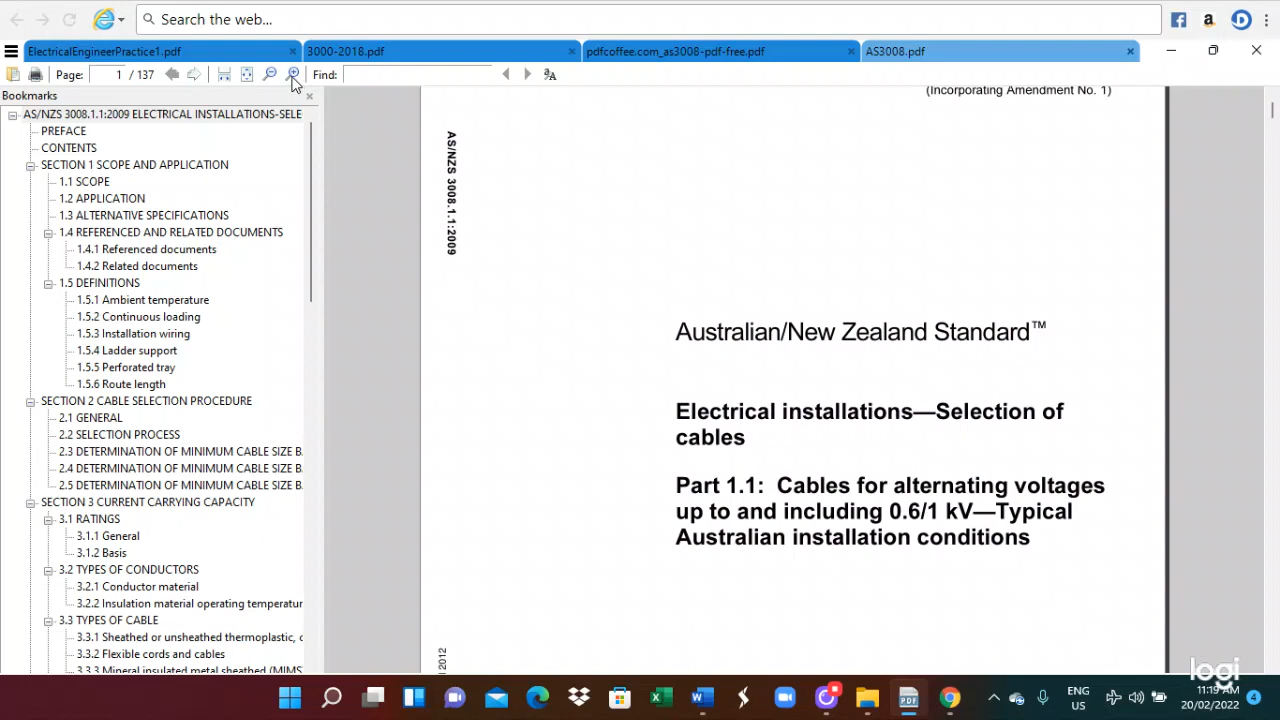 Search the web...
ElectricalEngineerPractice1.pdf
3000-2018.pdf
pdfcoffee.com_as3008-pdf-free.pdf
AS3008.pdf
Page: 1 / 137
Find:
Bookmarks
AS/NZS 3008.1.1:2009 ELECTRICAL INSTALLATIONS-SELE
PREFACE
CONTENTS
SECTION 1 SCOPE AND APPLICATION
1.1 SCOPE
1.2 APPLICATION
1.3 ALTERNATIVE SPECIFICATIONS
1.4 REFERENCED AND RELATED DOCUMENTS
1.4.1 Referenced documents
1.4.2 Related documents
1.5 DEFINITIONS
1.5.1 Ambient temperature
1.5.2 Continuous loading
1.5.3 Installation wiring
1.5.4 Ladder support
1.5.5 Perforated tray
1.5.6 Route length
SECTION 2 CABLE SELECTION PROCEDURE
2.1 GENERAL
2.2 SELECTION PROCESS
2.3 DETERMINATION OF MINIMUM CABLE SIZE B
2.4 DETERMINATION OF MINIMUM CABLE SIZE B
2.5 DETERMINATION OF MINIMUM CABLE SIZE B
SECTION 3 CURRENT CARRYING CAPACITY
3.1 RATINGS
3.1.1 General
3.1.2 Basis
3.2 TYPES OF CONDUCTORS
3.2.1 Conductor material
3.2.2 Insulation material operating temperatur
3.3 TYPES OF CABLE
3.3.1 Sheathed or unsheathed thermoplastic, c
3.3.2 Flexible cords and cables
3.3.3 Mineral insulated metal sheathed (MIMS
(Incorporating Amendment No. 1)
AS/NZS 3008.1.1:2009
Australian/New Zealand Standard™
Electrical installations—Selection of
cables
Part 1.1: Cables for alternating voltages
up to and including 0.6/1 kV—Typical
Australian installation conditions
2012
logi
ENG
US
11:19 AM
20/02/2022
4